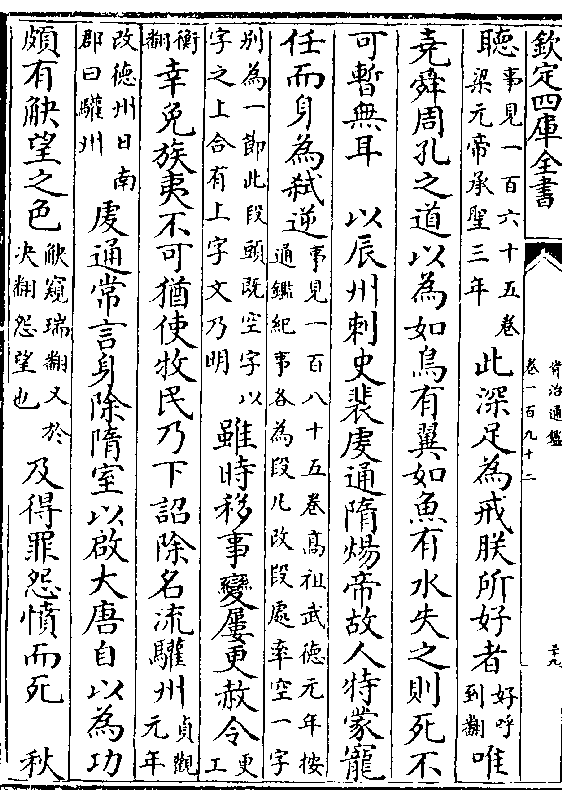 欽定四庫全書
資治通鑑
卷一百九十二
聽事見一百六十五卷梁元帝承聖三年此深足為戒朕所好者好呼到翻唯
堯舜周孔之道以為如鳥有翼如魚有水失之則死不
可暫無耳　以辰州刺史裴虔通隋煬帝故人特蒙寵
任而身為弑逆事見一百八十五卷高祖武德元年按通鑑紀事各為段凡改段處率空一字
別為一節此段頭既空字以字之上合有上字文乃明雖時移事變屢更赦令更工
衡翻幸免族夷不可猶使牧民乃下詔除名流驩州貞觀元年
改德州日南郡曰驩州虔通常言身除隋室以啟大唐自以為功
頗有觖望之色觖窺瑞翻又於決翻怨望也及得罪怨憤而死　秋